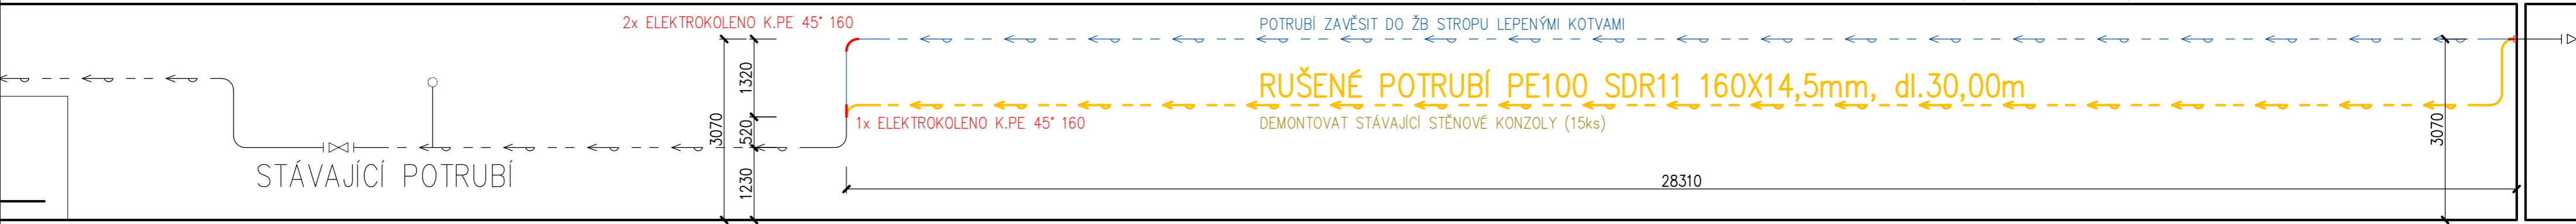 2x ELEKTROKOLENO K.PE 45° 160
POTRUBÍ ZAVĚSIT DO ŽB STROPU LEPENÝMI KOTVAMI
1320
RUŠENÉ POTRUBÍ PE100 SDR11 160X14,5mm, dl.30,00m
1x ELEKTROKOLENO K.PE 45° 160
DEMONTOVAT STÁVAJÍCÍ STĚNOVÉ KONZOLY (15ks)
3070
520
3070
STÁVAJÍCÍ POTRUBÍ
1230
28310